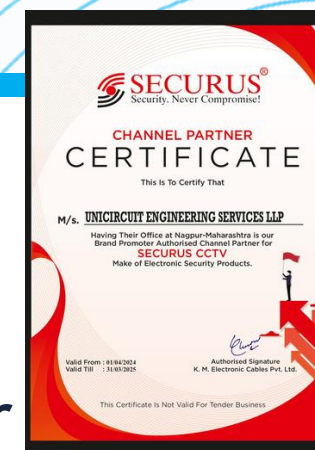 SECURUS®
Security. Never Compromise!
CHANNEL PARTNER
CERTIFICATE
This Is To Certify That
M/s. UNICIRCUIT ENGINEERING SERVICES LLP
Having Their Office at Nagpur-Maharashtra is our
Brand Promoter Authorised Channel Partner for
SECURUS CCTV
Make of Electronic Security Products.
Valid From : 01/04/2024
Valid Till : 31/03/2025
Authorised Signature
K. M. Electronic Cables Pvt. Ltd.
This Certificate Is Not Valid For Tender Business